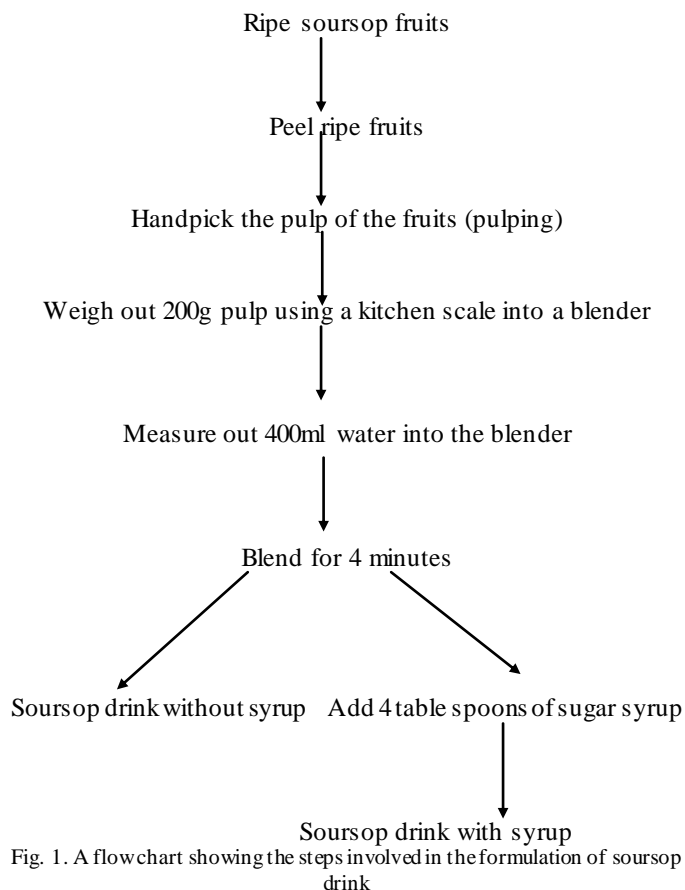 Ripe soursop fruits
Peel ripe fruits
Handpick the pulp of the fruits (pulping)
Weigh out 200g pulp using a kitchen scale into a blender
Measure out 400ml water into the blender
Blend for 4 minutes
Soursop drink without syrup Add 4 table spoons of sugar syrup
Soursop drink with syrup
Fig. 1. A flowchart showing the steps involved in the formulation of soursop
drink